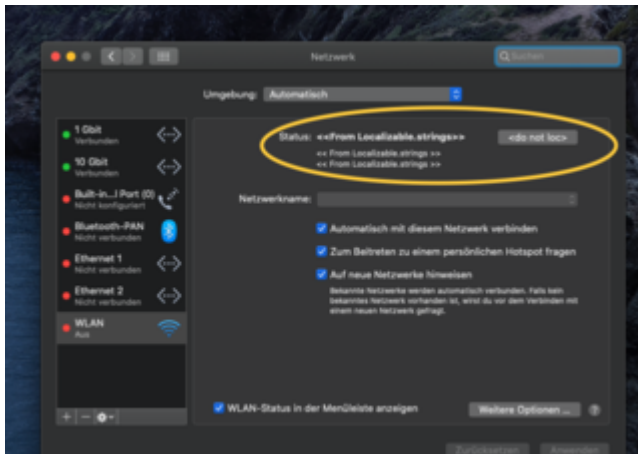 Netzwerk
Suchen
Umgebung: Automatisch
1 Gbit
Verbunden
10 Gbit
Verbunden
Built-in...l Port (0)
Nicht konfiguriert
Bluetooth-PAN
Nicht verbunden
Ethernet 1
Nicht verbunden
Ethernet 2
Nicht verbunden
WLAN
Aus
Status: <<From Localizable.strings>>
<do not loc>
<< From Localizable.strings >>
<< From Localizable.strings >>
Netzwerkname:
Automatisch mit diesem Netzwerk verbinden
Zum Beitreten zu einem persönlichen Hotspot fragen
Auf neue Netzwerke hinweisen
Bekannte Netzwerke werden automatisch verbunden. Falls kein
bekanntes Netzwerk vorhanden ist, wirst du vor dem Verbinden mit
einem neuen Netzwerk gefragt.
WLAN-Status in der Menüleiste anzeigen
Weitere Optionen ...
?
Zurücksetzen
Anwenden